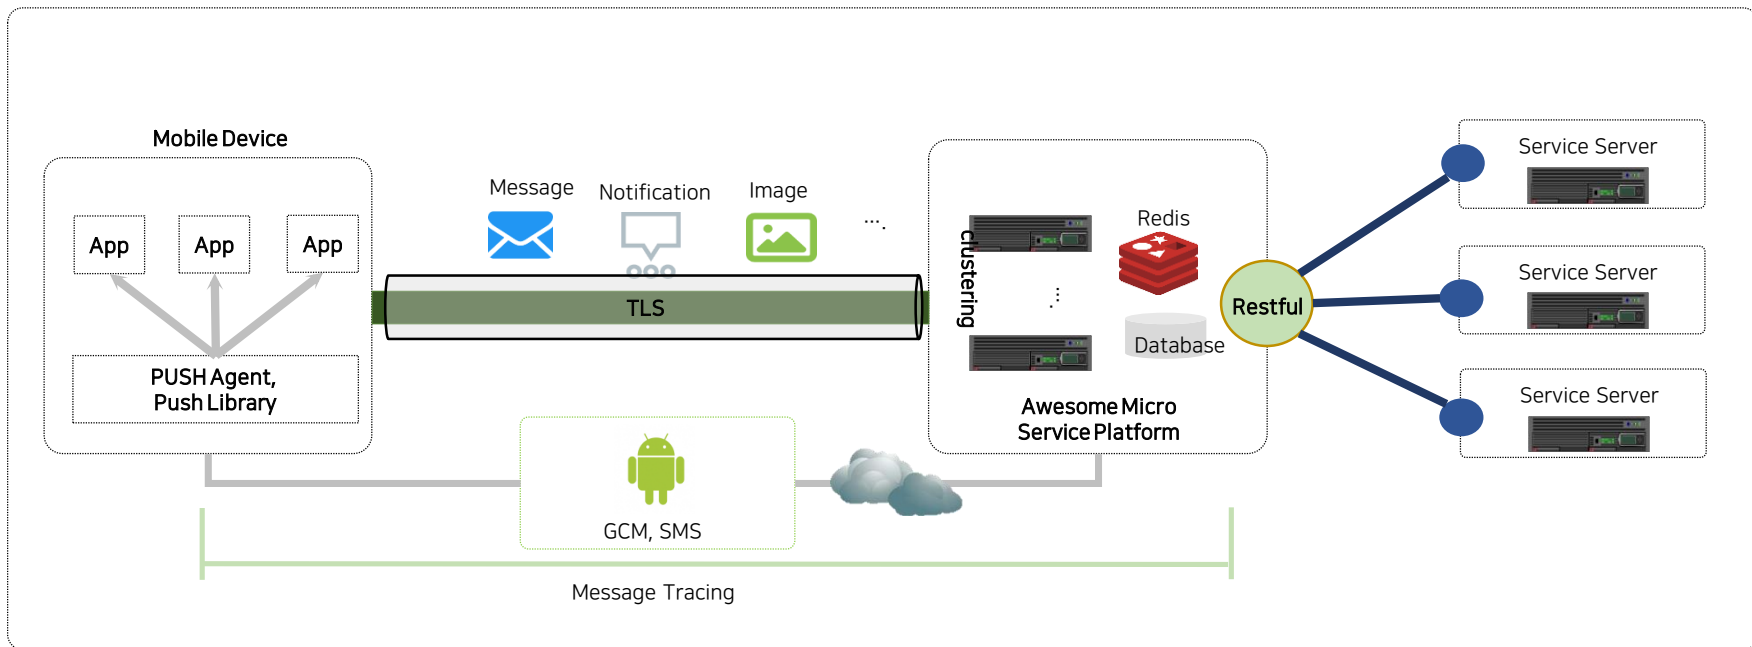 Mobile Device
App
App
App
PUSH Agent,
Push Library
Message
Notification
Image
...
TLS
GCM, SMS
Message Tracing
clustering
...
Redis
Database
Awesome Micro
Service Platform
Restful
Service Server
Service Server
Service Server